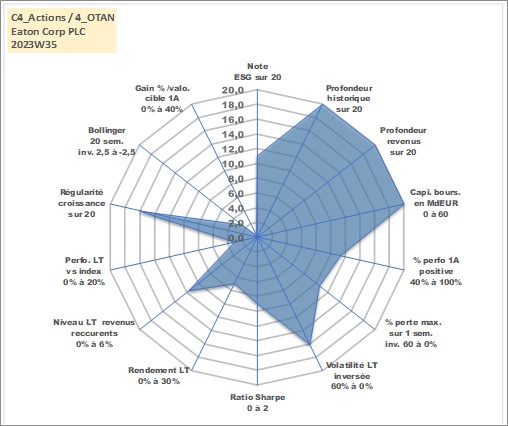 C4_Actions / 4_OTAN
Eaton Corp PLC
2023W35
Note
ESG sur 20
Profondeur
historique
sur 20
Profondeur
revenus
sur 20
Capi. bours.
en MdEUR
0 à 60
% perfo 1A
positive
40% à 100%
% perte max.
sur 1 sem.
inv. 60 à 0%
Volatilité LT
inversée
60% à 0%
Ratio Sharpe
0 à 2
Rendement LT
0% à 30%
Niveau LT revenus
reccurents
0% à 6%
Perfo. LT
vs index
0% à 20%
Régularité
croissance
sur 20
Bollinger
20 sem.
inv. 2,5 à -2,5
Gain % /valo.
cible 1A
0% à 40%
20,0
18,0
16,0
14,0
12,0
10,0
8,0
6,0
4,0
2,0
0,0